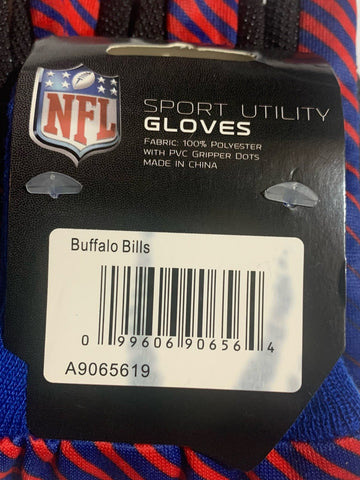 NFL
SPORT UTILITY
GLOVES
FABRIC: 100% POLYESTER
WITH PVC GRIPPER DOTS
MADE IN CHINA
Buffalo Bills
0 99606 90656 4
A9065619